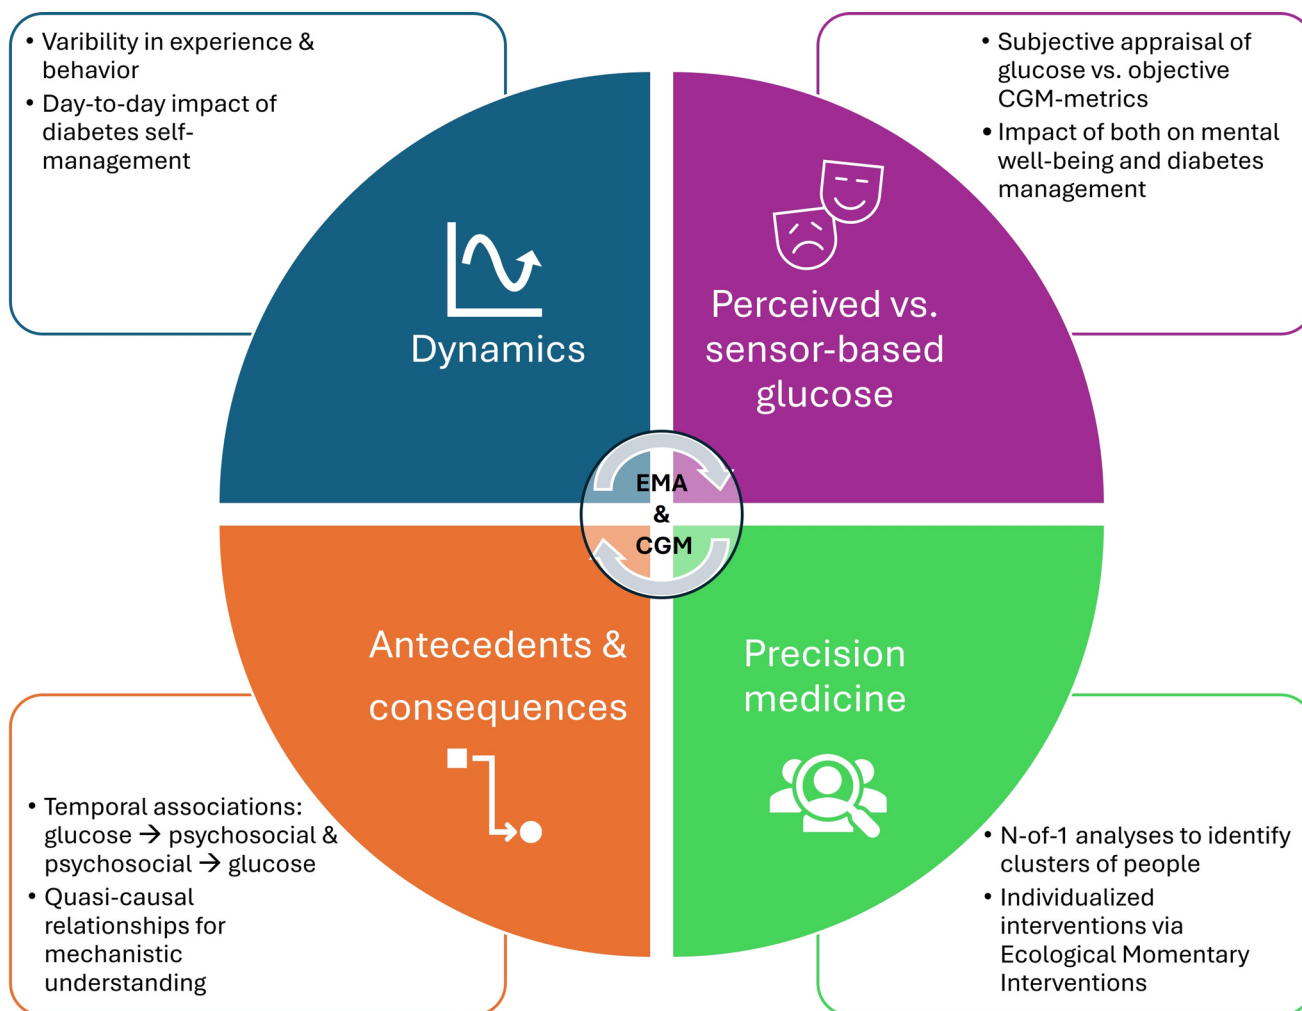 • Varibility in experience &
behavior
• Day-to-day impact of
diabetes self-
management
• Subjective appraisal of
glucose vs. objective
CGM-metrics
• Impact of both on mental
well-being and diabetes
management
Dynamics
Perceived vs.
sensor-based
glucose
EMA
&
CGM
Antecedents &
consequences
Precision
medicine
• Temporal associations:
glucose → psychosocial &
psychosocial → glucose
• Quasi-causal
relationships for
mechanistic
understanding
• N-of-1 analyses to identify
clusters of people
• Individualized
interventions via
Ecological Momentary
Interventions